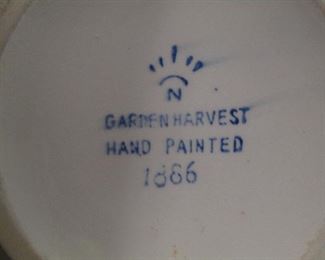 N
GARDEN HARVEST
HAND PAINTED
1886